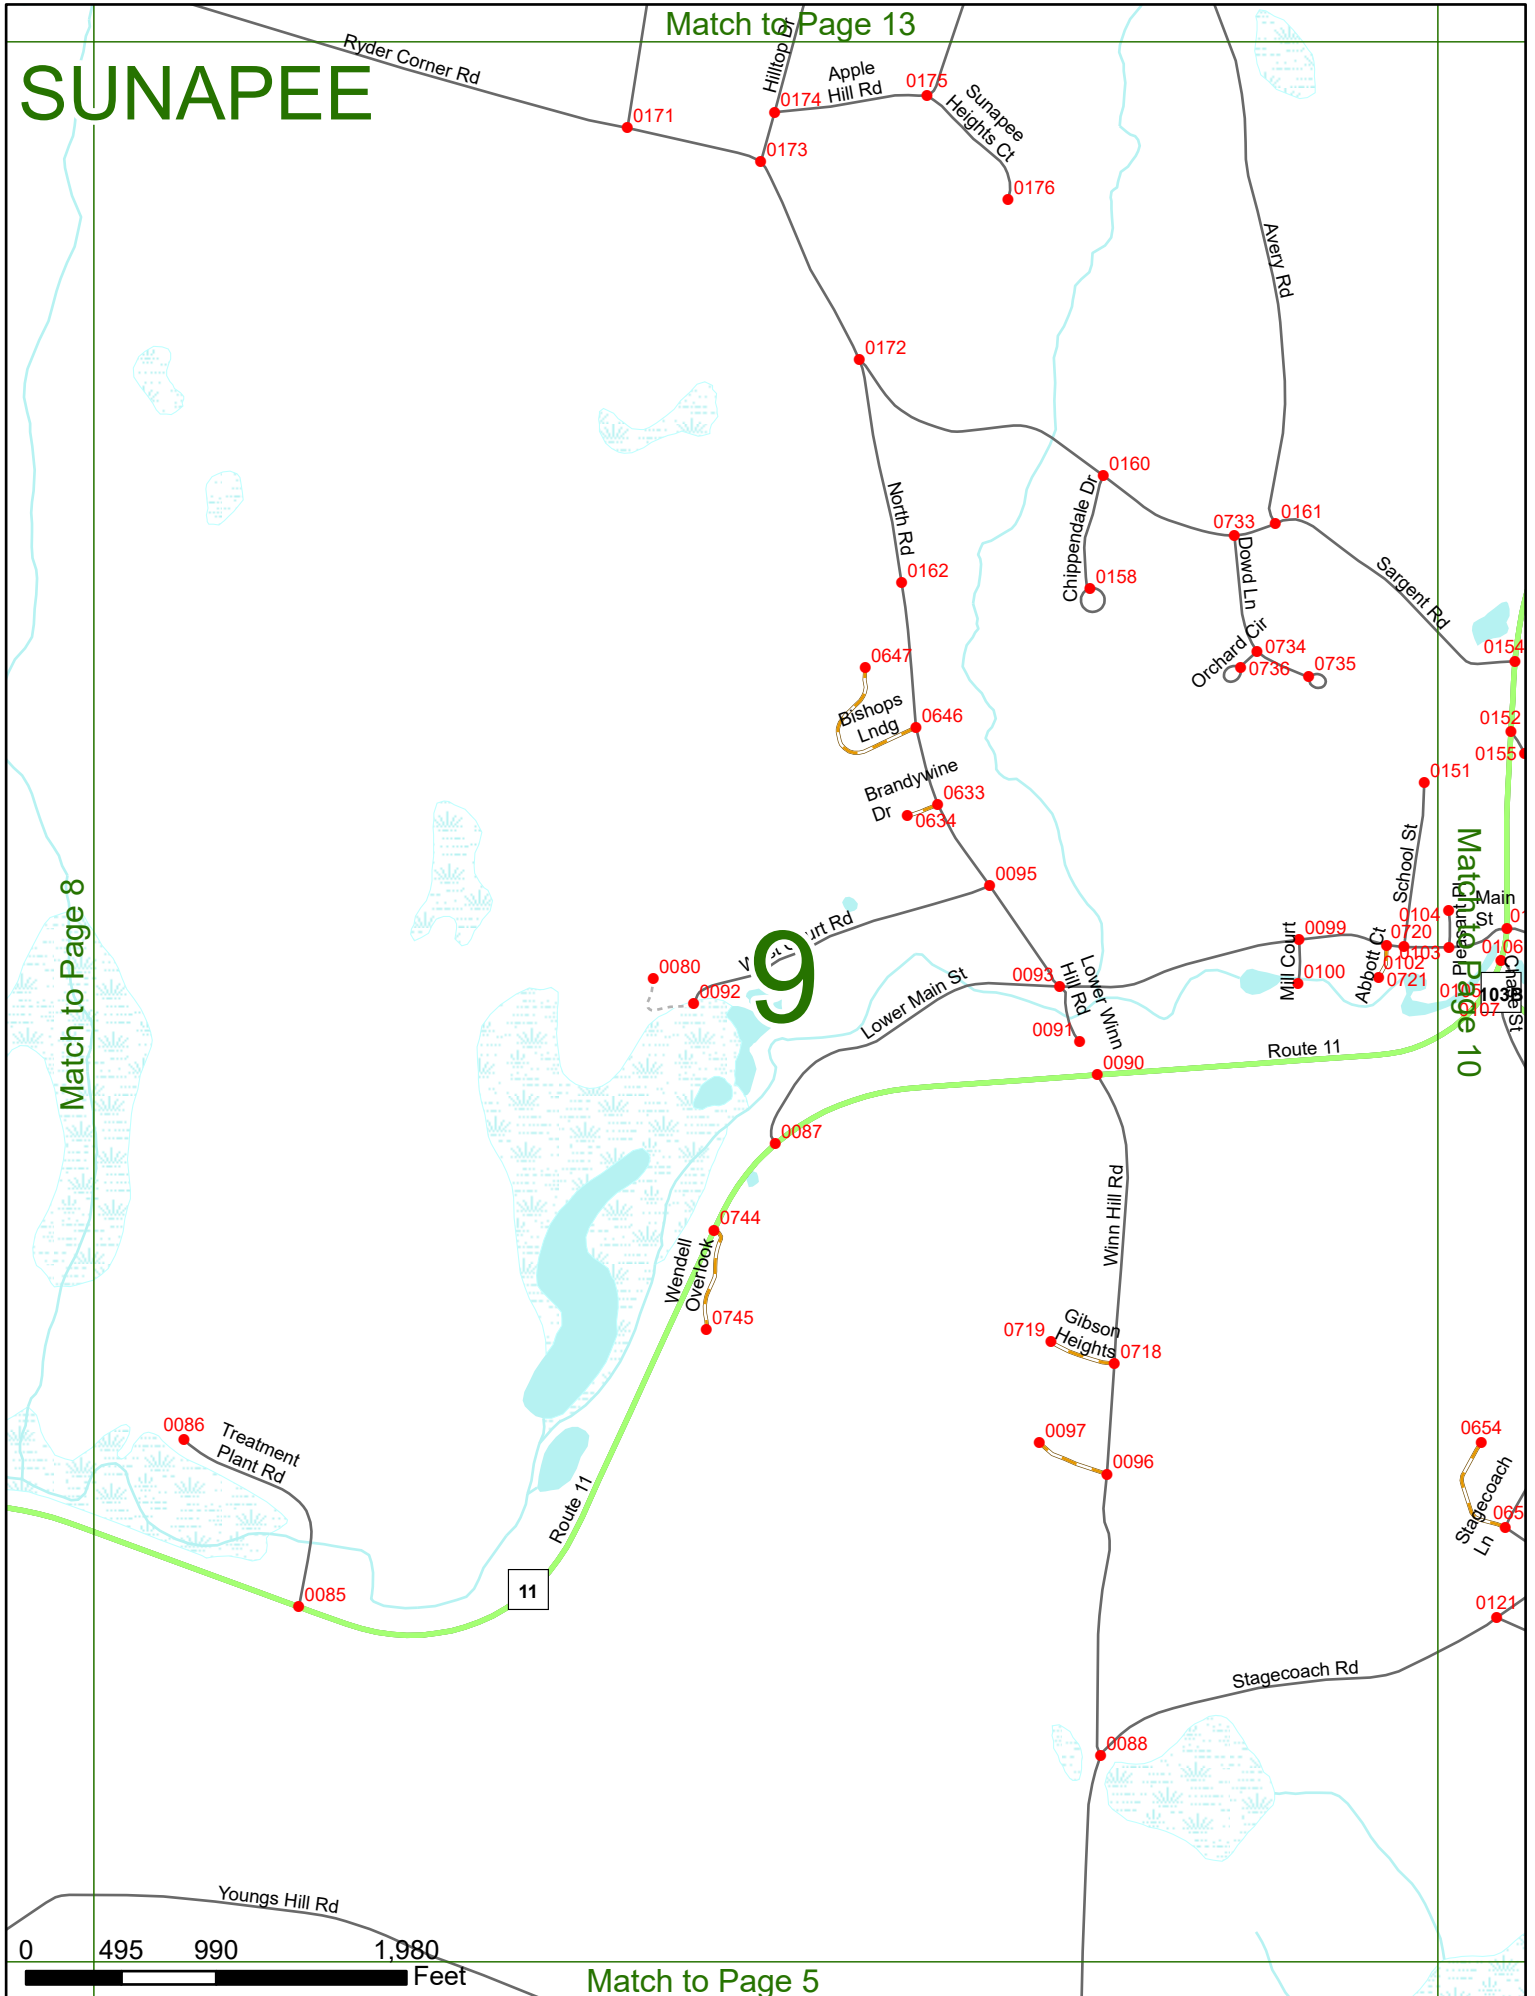 Match to Page 13
SUNAPEE
Ryder Corner Rd
Hilltop Dr
Apple
Hill Rd
0175
Sunapee
Heights Ct
0174
0171
0173
0176
Avery Rd
0172
0160
North Rd
Chippendale Dr
0161
0733
Dowd Ln
Sargent Rd
0162
0158
Orchard Cir
0734
0154
0647
0736
0735
Bishops
Lndg
0646
0152
0155
Brandywine
Dr
0633
0634
0151
School St
Match to Page 8
Match to Page 10
0095
Main
St
0104
Pleasant Pl
0099
0720
0103
0102
0106
Mill Court
Abbott Ct
0100
0721
Chase St
103B
0107
9
0080
0092
Lower Main St
0093
Lower Winn
Hill Rd
0091
0090
Route 11
0087
0744
Wendell
Overlook
0745
Winn Hill Rd
Gibson
Heights
0719
0718
0086
Treatment
Plant Rd
0097
0096
0654
Stagecoach
Ln
Route 11
11
0085
0121
Stagecoach Rd
0088
Youngs Hill Rd
0 495 990 1,980
Feet
Match to Page 5